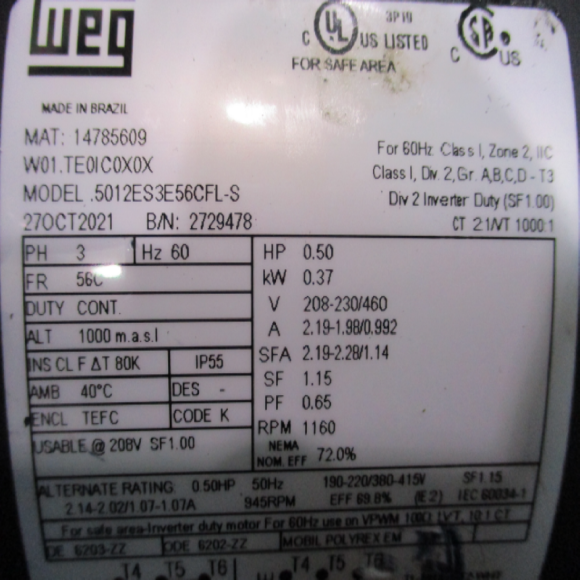 WEG
3P19
C UL US LISTED
FOR SAFE AREA
C SA US
MADE IN BRAZIL
MAT: 14785609
W01.TE0IC0X0X
MODEL .5012ES3E56CFL-S
27OCT2021 B/N: 2729478
For 60Hz Class I, Zone 2, IIC
Class I, Div 2,Gr. A,B,C,D - T3
Div 2 Inverter Duty (SF1.00)
CT 2:1/VT 1000:1
PH 3 Hz 60
FR 56C
DUTY CONT.
ALT 1000 m.a.s.l
INS CL F ΔT 80K IP55
AMB 40°C DES -
ENCL TEFC CODE K
USABLE @ 208V SF1.00
HP 0.50
kW 0.37
V 208-230/460
A 2.19-1.98/0.992
SFA 2.19-2.28/1.14
SF 1.15
PF 0.65
RPM 1160
NEMA NOM. EFF 72.0%
ALTERNATE RATING: 0.50HP 50Hz 190-220/380-415V SF1.15
2.14-2.02/1.07-1.07A 945RPM EFF 69.8% (IE2) IEC 60034-1
For safe area-Inverter duty motor For 60Hz use on VPWM
DE 6203-ZZ ODE 6202-ZZ MOBIL POLYREX EM
T4 T5 T6 T4 T5 T6